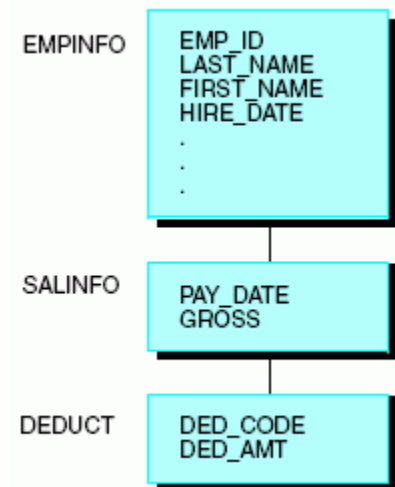 EMPINFO
EMP_ID
LAST_NAME
FIRST_NAME
HIRE_DATE
.
.
.
SALINFO
PAY_DATE
GROSS
DEDUCT
DED_CODE
DED_AMT